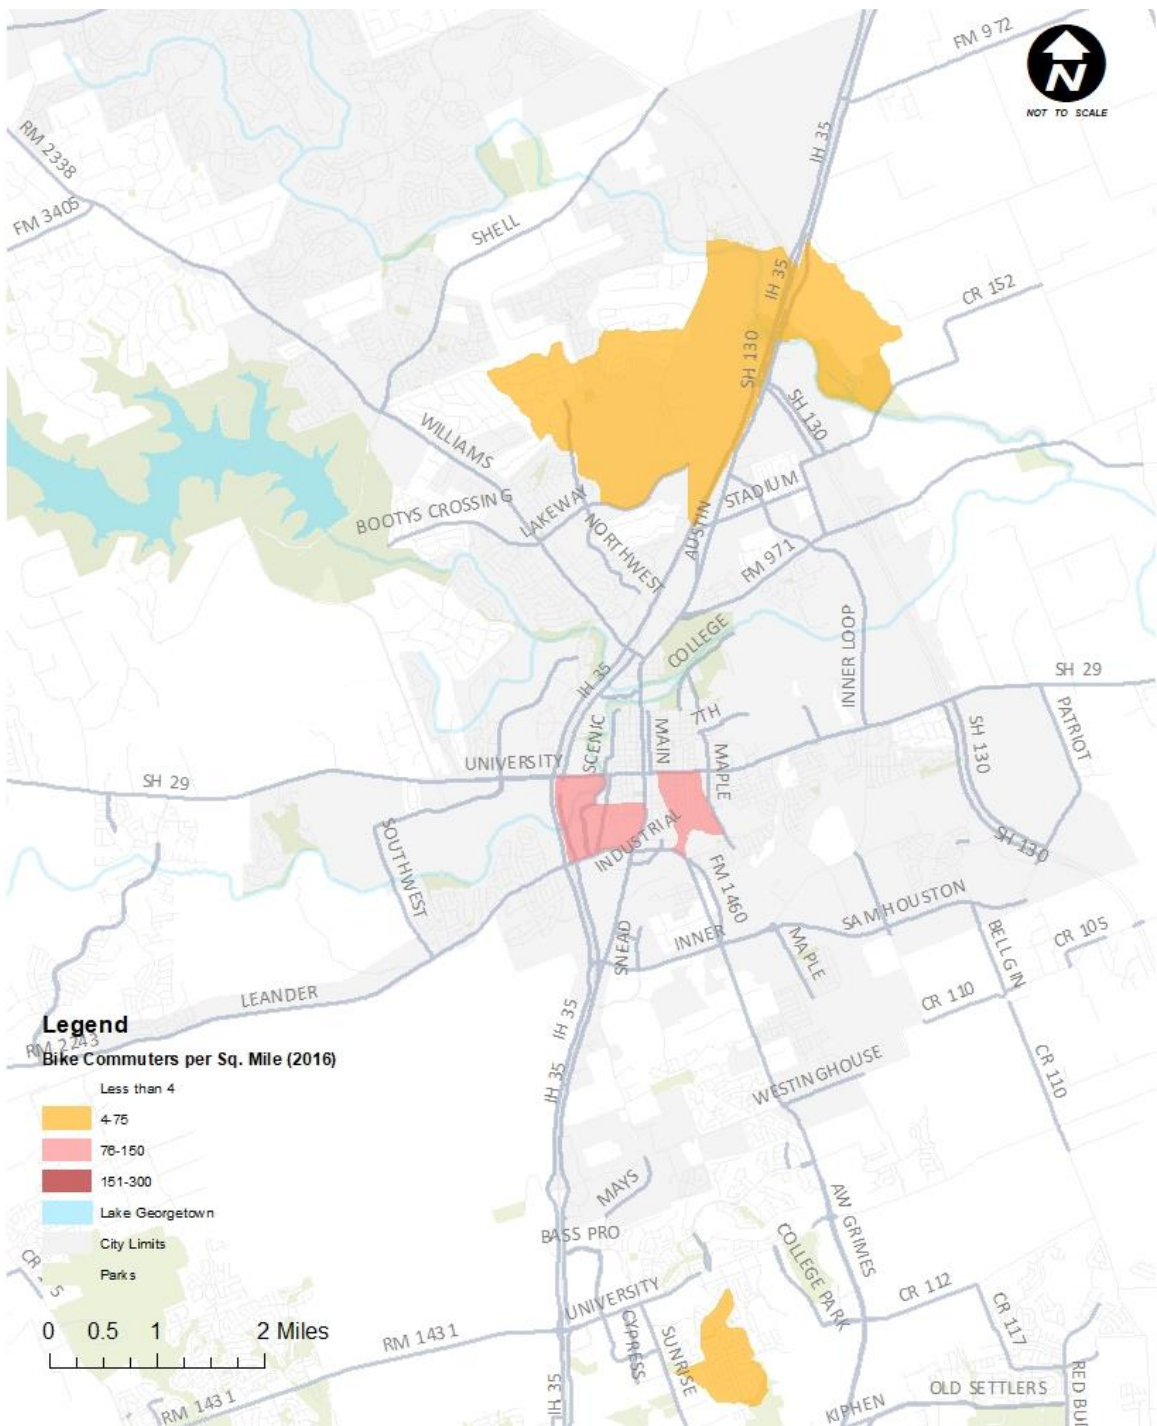 FM 972
N
NOT TO SCALE
IH 35
RM 2338
FM 3405
SHELL
IH 35
CR 152
SH 130
SH 130
WILLIAMS
BOOTYS CROSSING
LAKEWAY
NORTHWEST
STADIUM
AUSTIN
FM 971
COLLEGE
INNER LOOP
IH 35
SH 29
PATRIOT
SCENIC
MAIN
7TH
MAPLE
SH 130
UNIVERSITY
SH 29
SOUTHWEST
INDUSTRIAL
SH 130
FM 1460
SAM HOUSTON
SNEAD
INNER
MAPLE
BELLGIN
CR 105
LEANDER
CR 110
IH 35
Legend
RM 2243
Bike Commuters per Sq. Mile (2016)
Less than 4
4-75
76-150
151-300
Lake Georgetown
City Limits
Parks
IH 35
WESTINGHOUSE
CR 110
MAYS
BASS PRO
AW GRIMES
COLLEGE PARK
UNIVERSITY
CR 112
CR 117
0 0.5 1 2 Miles
RM 1431
CYPRESS
SUNRISE
RM 1431
IH 35
OLD SETTLERS
KIPHEN